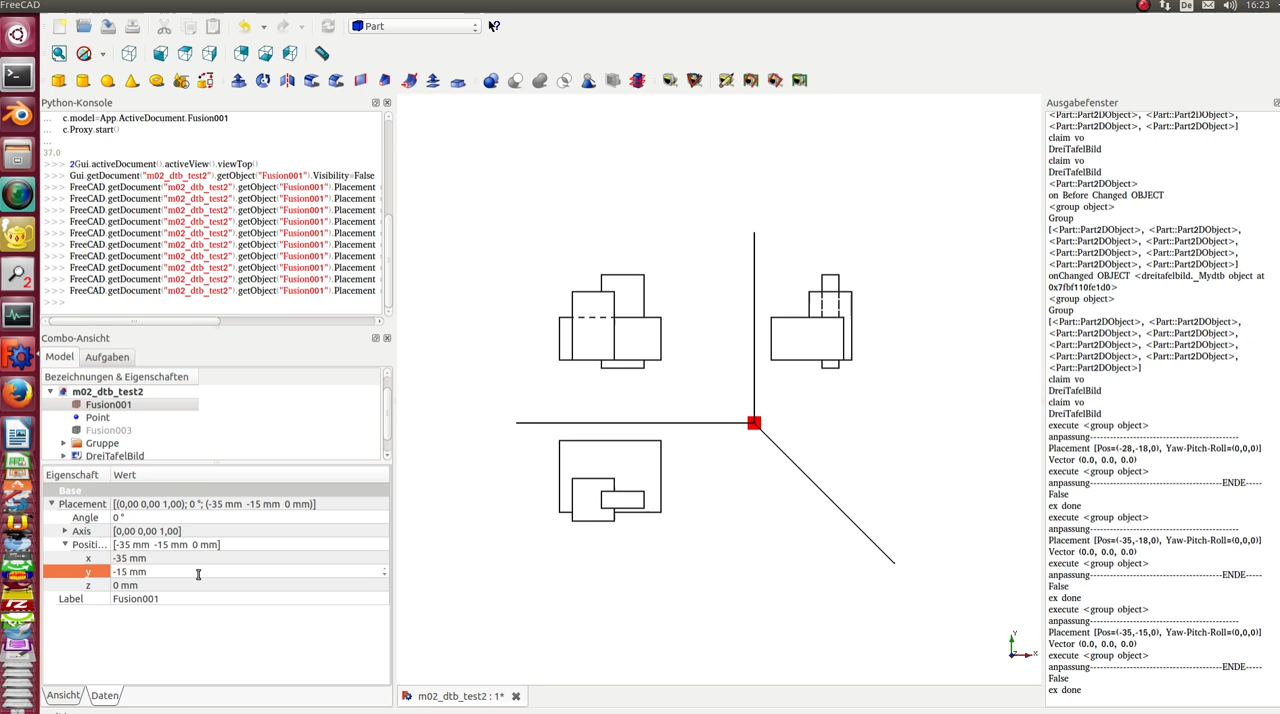 FreeCAD
De
16:23
Part
Python-Konsole
... c.model=App.ActiveDocument.Fusion001
... c.Proxy.start()
...
37.0
>>> 2Gui.activeDocument().activeView().viewTop()
>>> Gui.getDocument("m02_dtb_test2").getObject("Fusion001").Visibility=False
>>> FreeCAD.getDocument("m02_dtb_test2").getObject("Fusion001").Placement
>>> FreeCAD.getDocument("m02_dtb_test2").getObject("Fusion001").Placement
>>> FreeCAD.getDocument("m02_dtb_test2").getObject("Fusion001").Placement
>>> FreeCAD.getDocument("m02_dtb_test2").getObject("Fusion001").Placement
>>> FreeCAD.getDocument("m02_dtb_test2").getObject("Fusion001").Placement
>>> FreeCAD.getDocument("m02_dtb_test2").getObject("Fusion001").Placement
>>> FreeCAD.getDocument("m02_dtb_test2").getObject("Fusion001").Placement
>>> FreeCAD.getDocument("m02_dtb_test2").getObject("Fusion001").Placement
>>> FreeCAD.getDocument("m02_dtb_test2").getObject("Fusion001").Placement
>>> FreeCAD.getDocument("m02_dtb_test2").getObject("Fusion001").Placement
>>>
Combo-Ansicht
Model Aufgaben
Bezeichnungen & Eigenschaften
m02_dtb_test2
Fusion001
Point
Fusion003
Gruppe
DreiTafelBild
Eigenschaft Wert
Base
Placement [(0,00 0,00 1,00); 0 °; (-35 mm -15 mm 0 mm)]
Angle 0 °
Axis [0,00 0,00 1,00]
Positi... [-35 mm -15 mm 0 mm]
x -35 mm
y -15 mm
z 0 mm
Label Fusion001
Ansicht Daten
m02_dtb_test2 : 1*
Y
Z
X
Ausgabefenster
<Part::Part2DObject>, <Part::Part2DObject>,
<Part::Part2DObject>]
claim vo
DreiTafelBild
claim vo
DreiTafelBild
<Part::Part2DObject>
on Before Changed OBJECT
<group object>
Group
[<Part::Part2DObject>, <Part::Part2DObject>,
<Part::Part2DObject>, <Part::Part2DObject>,
<Part::Part2DObject>, <Part::Part2DObject>,
<Part::Part2DObject>, <Part::Part2DObject>]
onChanged OBJECT <dreitafelbild._Mydtb object at
0x7fbf110fe1d0>
<group object>
Group
[<Part::Part2DObject>, <Part::Part2DObject>,
<Part::Part2DObject>, <Part::Part2DObject>,
<Part::Part2DObject>, <Part::Part2DObject>,
<Part::Part2DObject>, <Part::Part2DObject>,
<Part::Part2DObject>]
claim vo
DreiTafelBild
claim vo
DreiTafelBild
execute <group object>
anpassung------------------------------------------
Placement [Pos=(-28,-18,0), Yaw-Pitch-Roll=(0,0,0)]
Vector (0.0, 0.0, 0.0)
execute <group object>
anpassung--------------------------------------ENDE----
False
ex done
execute <group object>
anpassung------------------------------------------
Placement [Pos=(-35,-18,0), Yaw-Pitch-Roll=(0,0,0)]
Vector (0.0, 0.0, 0.0)
execute <group object>
anpassung--------------------------------------ENDE----
False
ex done
execute <group object>
anpassung------------------------------------------
Placement [Pos=(-35,-15,0), Yaw-Pitch-Roll=(0,0,0)]
Vector (0.0, 0.0, 0.0)
execute <group object>
anpassung--------------------------------------ENDE----
False
ex done